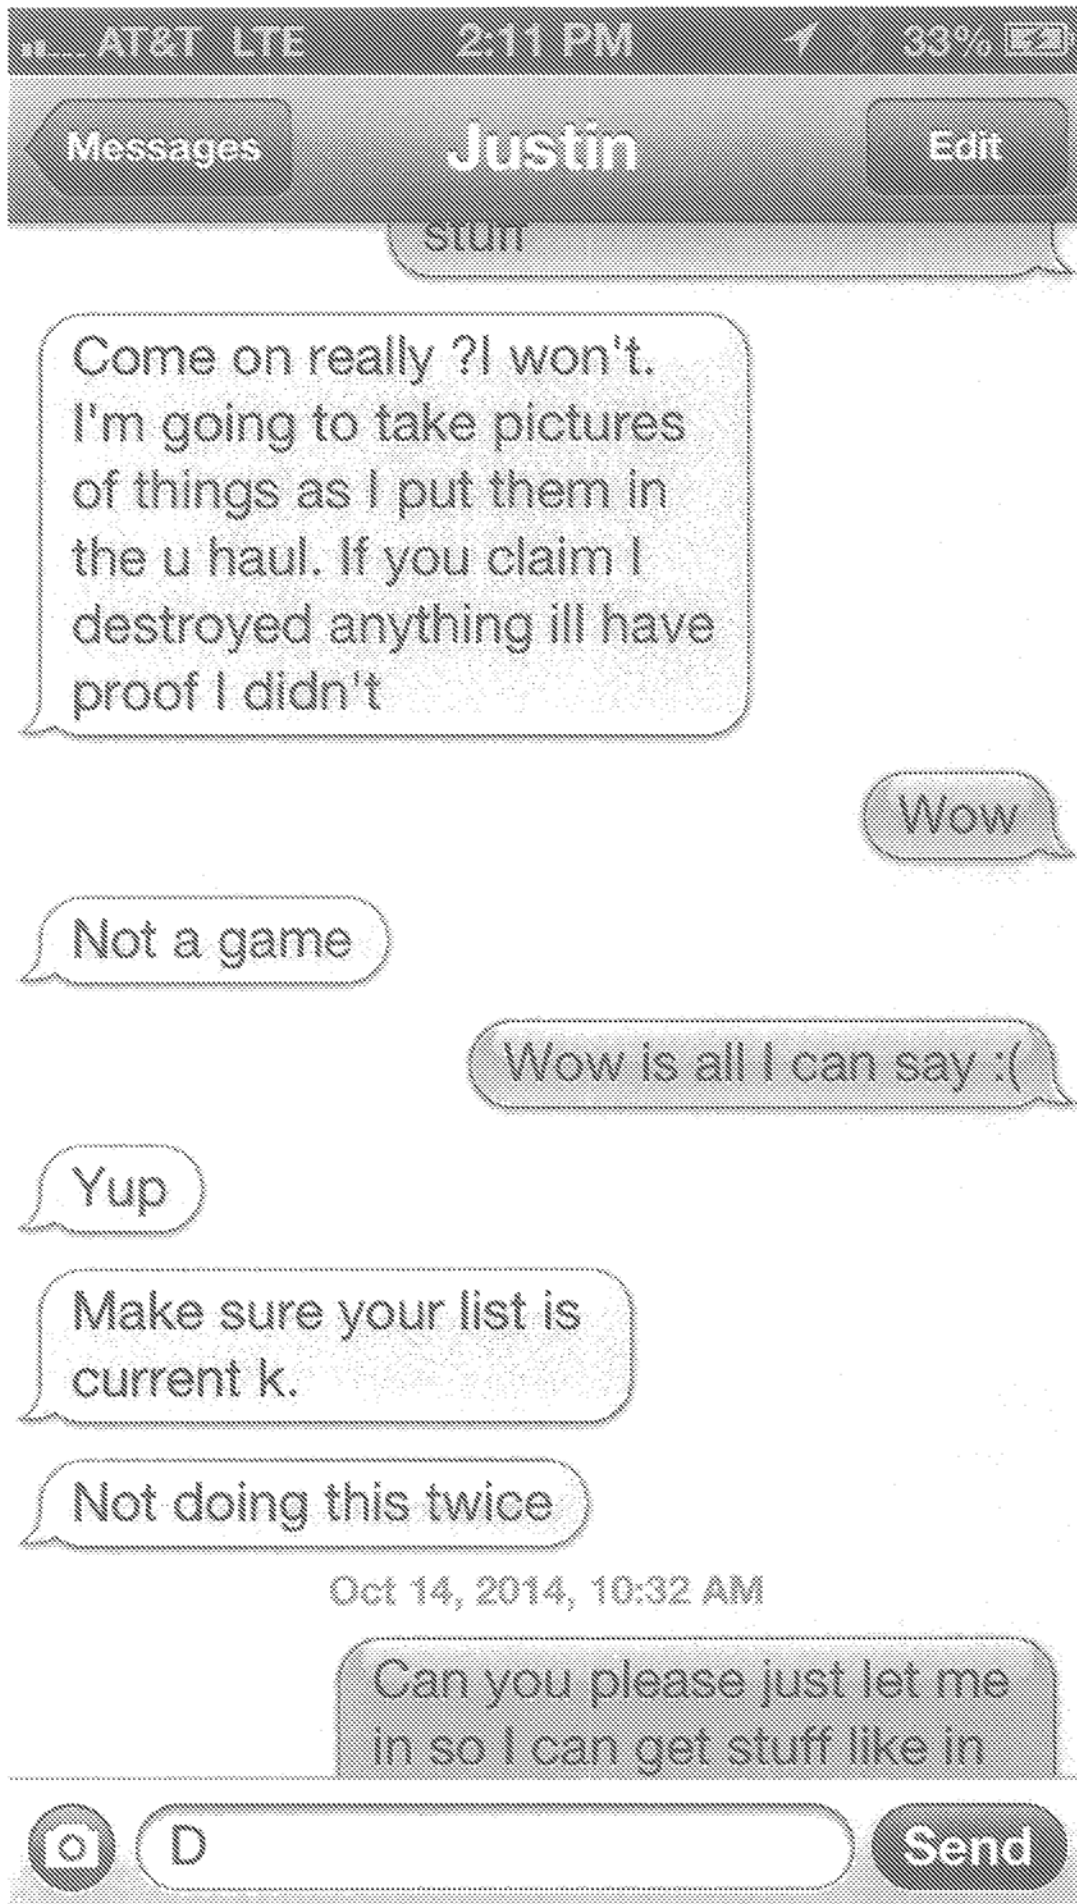 AT&T LTE 2:11 PM 33%
Messages Justin Edit
stuff
Come on really ?I won't.
I'm going to take pictures
of things as I put them in
the u haul. If you claim I
destroyed anything ill have
proof I didn't
Wow
Not a game
Wow is all I can say :(
Yup
Make sure your list is
current k.
Not doing this twice
Oct 14, 2014, 10:32 AM
Can you please just let me
in so I can get stuff like in
D Send